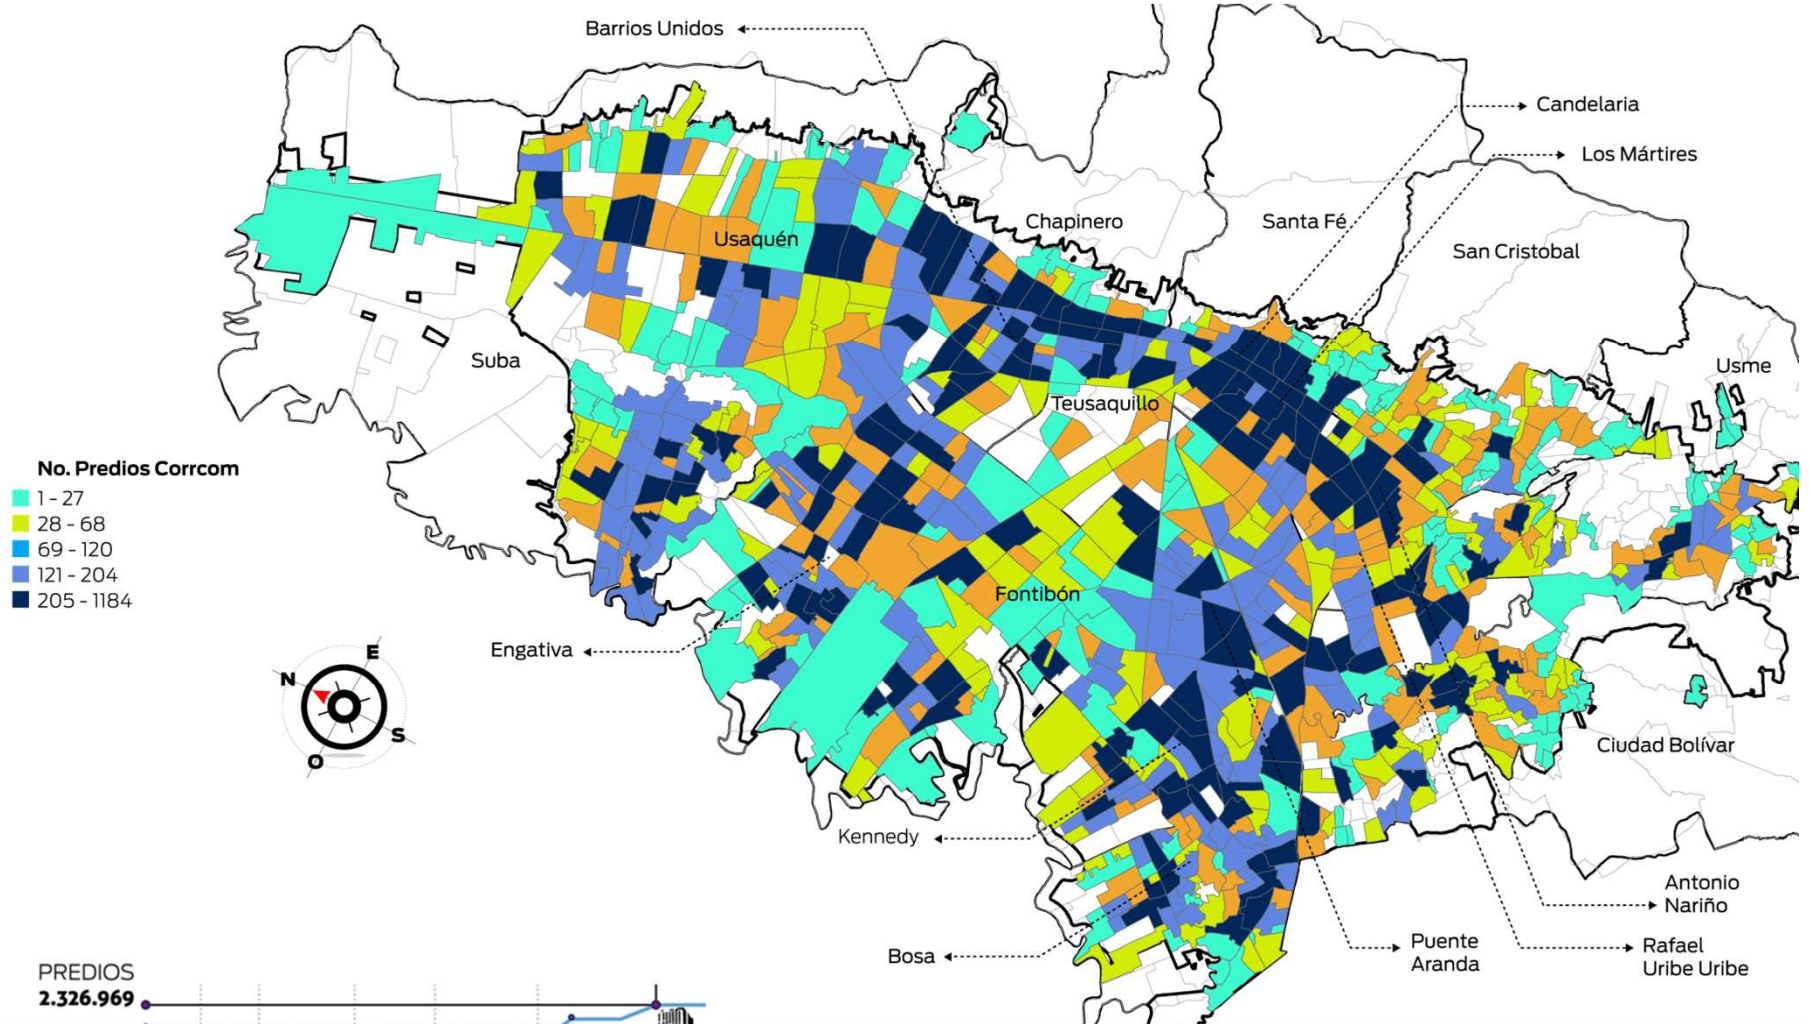 Barrios Unidos
Candelaria
Los Mártires
Chapinero
Santa Fé
Usaquén
San Cristobal
Suba
Usme
Teusaquillo
No. Predios Corrcom
1 - 27
28 - 68
69 - 120
121 - 204
205 - 1184
Fontibón
Engativa
E
N
S
O
Ciudad Bolívar
Kennedy
Antonio
Nariño
Bosa
Puente
Aranda
Rafael
Uribe Uribe
PREDIOS
2.326.969